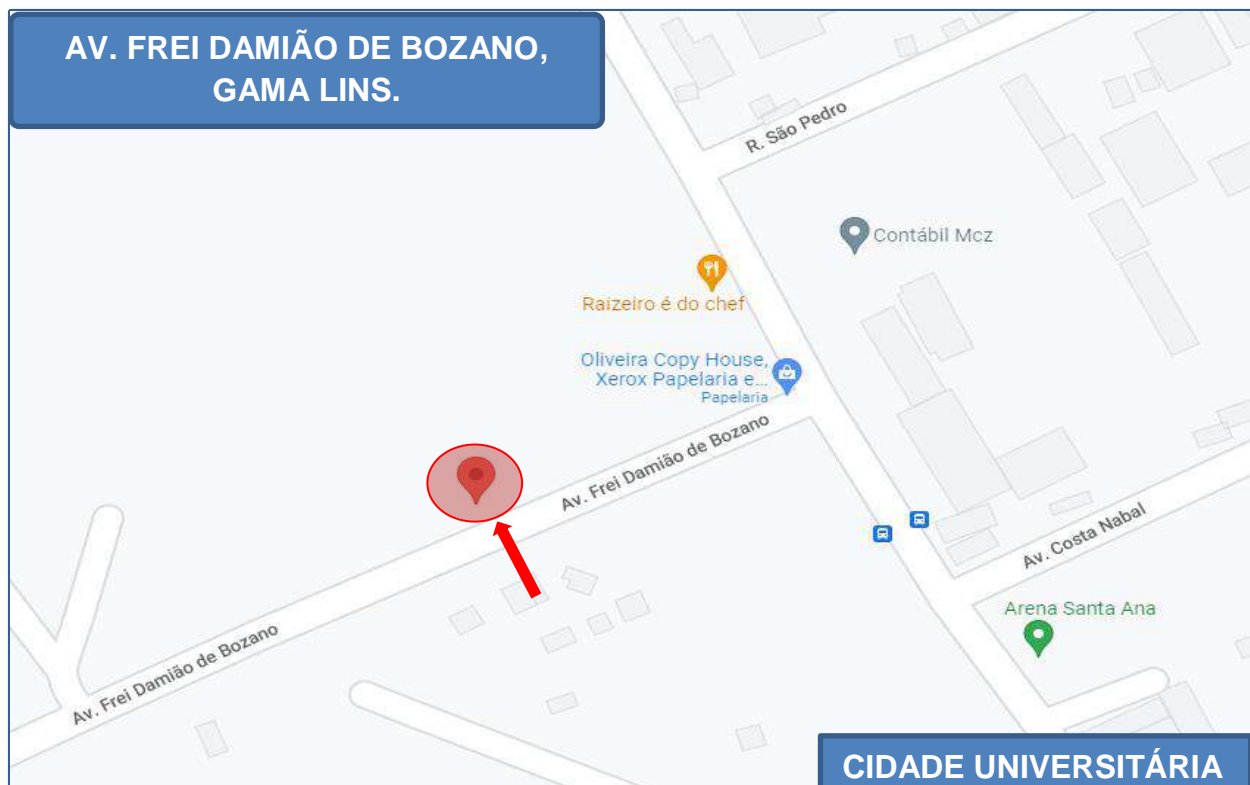 AV. FREI DAMIÃO DE BOZANO,
GAMA LINS.
R. São Pedro
Contábil Mcz
Raizeiro é do chef
Oliveira Copy House,
Xerox Papelaria e...
Papelaria
Av. Frei Damião de Bozano
Av. Costa Nabal
Arena Santa Ana
Av. Frei Damião de Bozano
CIDADE UNIVERSITÁRIA